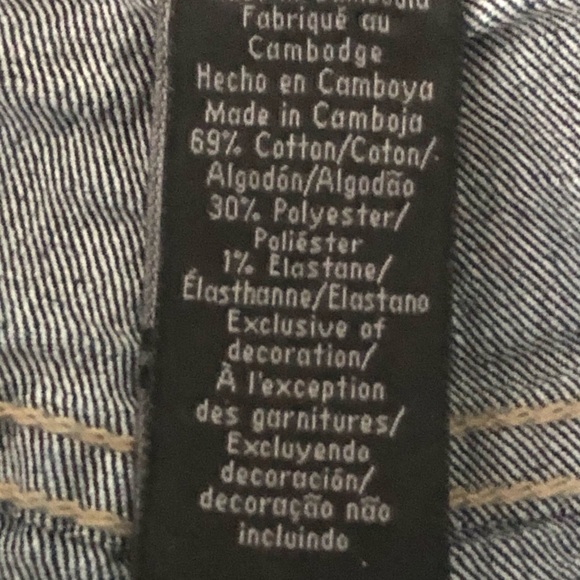 Fabriqué au
Cambodge
Hecho en Camboya
Made in Camboja
69% Cotton/Coton/
Algodón/Algodão
30% Polyester/
Poliéster
1% Elastane/
Élasthanne/Elastano
Exclusive of
decoration/
À l'exception
des garnitures/
Excluyendo
decoración/
decoração não
incluindo